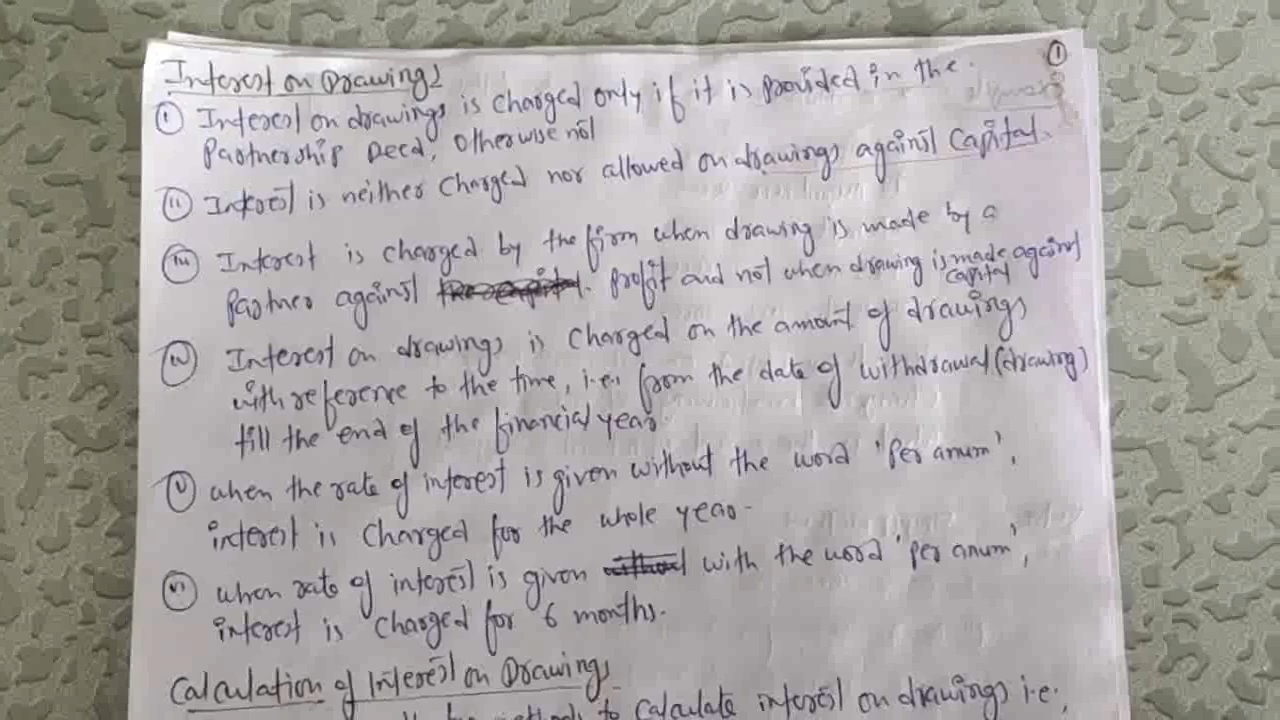 ①
Interest on Drawings
(i) Interest on drawings is charged only if it is provided in the
Partnership Deed, otherwise not
(ii) Interest is neither charged nor allowed on drawings against Capital.
(iii) Interest is charged by the firm when drawing is made by a
Partner against profit and not when drawing is made against
capital
(iv) Interest on drawings is charged on the amount of drawings
with reference to the time, i.e. from the date of withdrawal (drawing)
till the end of the financial year
(v) when the rate of interest is given without the word 'per anum',
interest is charged for the whole year.
(vi) when rate of interest is given with the word 'per anum',
interest is charged for 6 months.
Calculation of Interest on Drawings
to calculate interest on drawings i.e.